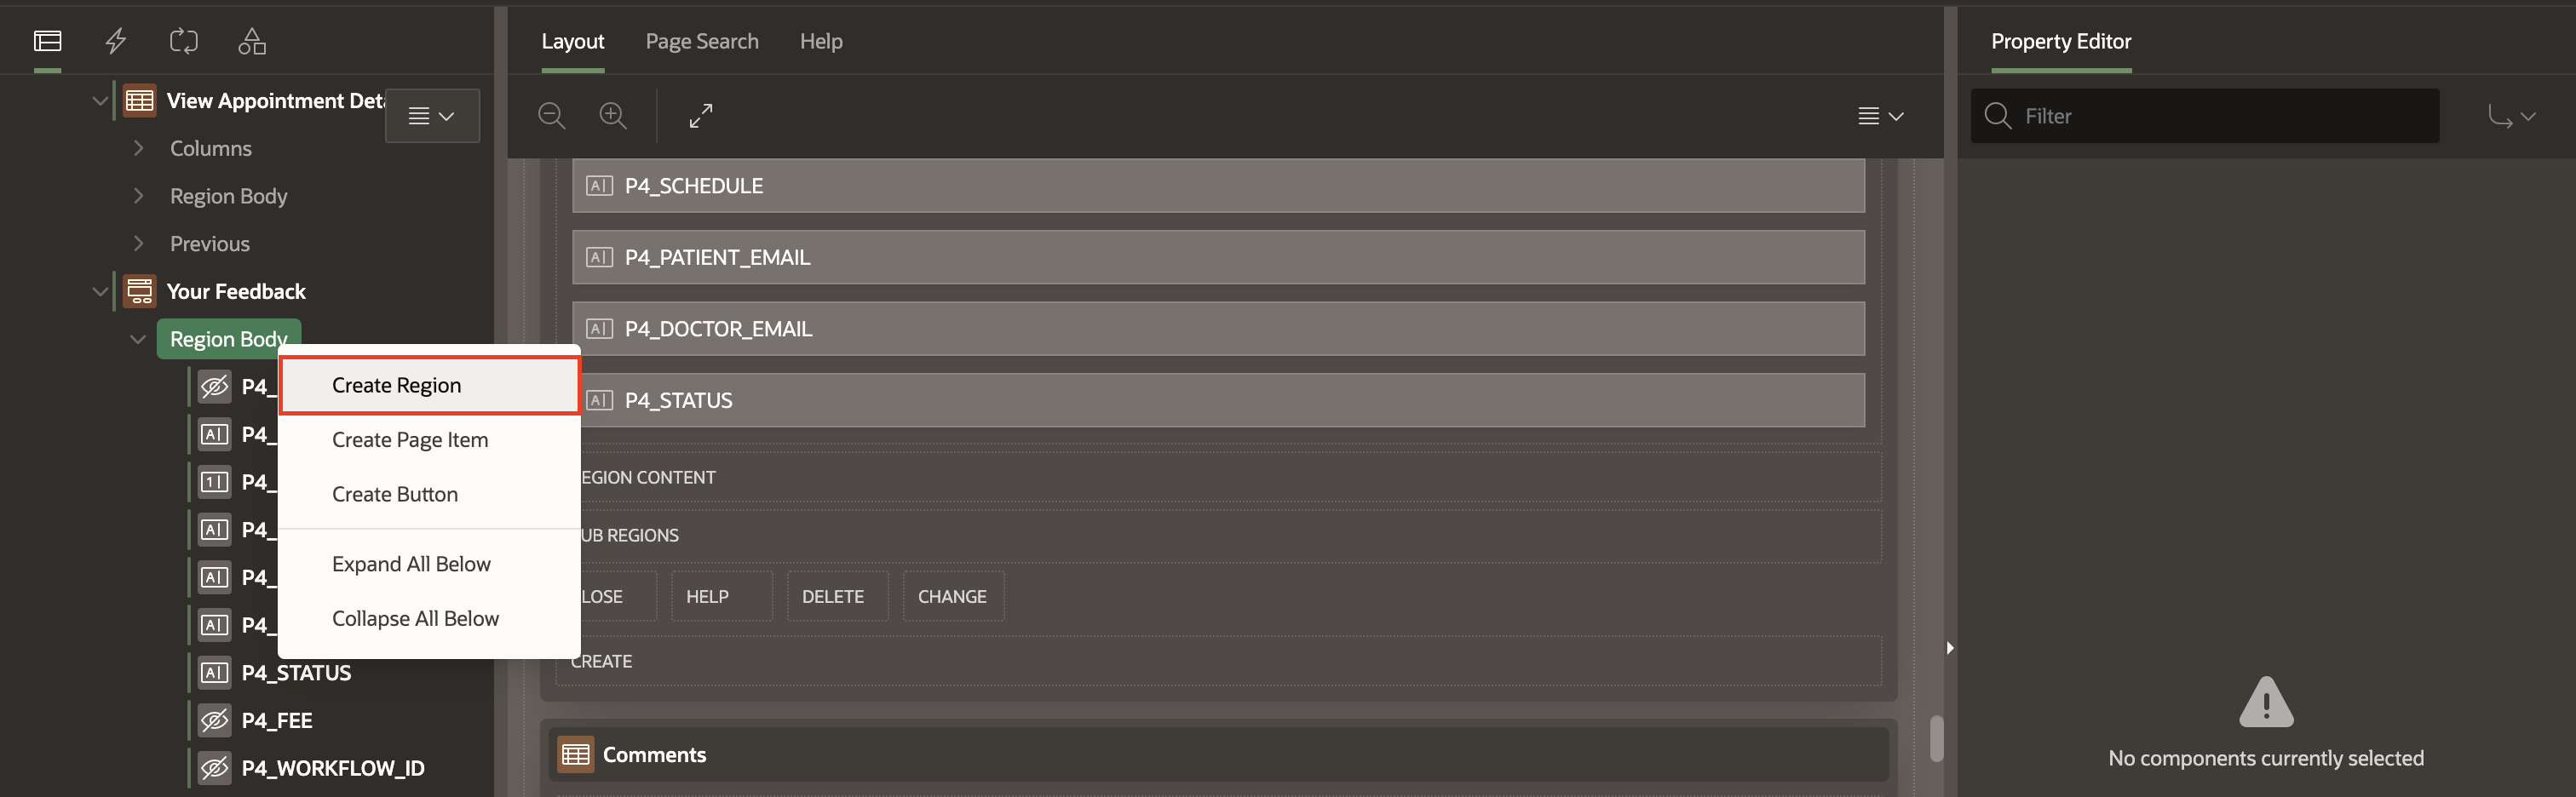 Layout
Page Search
Help
Property Editor
View Appointment Deta
Columns
Region Body
Previous
Your Feedback
Region Body
P4_
P4_
P4_
P4_
P4_
P4_
P4_STATUS
P4_FEE
P4_WORKFLOW_ID
Create Region
Create Page Item
Create Button
Expand All Below
Collapse All Below
P4_SCHEDULE
P4_PATIENT_EMAIL
P4_DOCTOR_EMAIL
P4_STATUS
EGION CONTENT
UB REGIONS
LOSE
HELP
DELETE
CHANGE
CREATE
Comments
Filter
No components currently selected